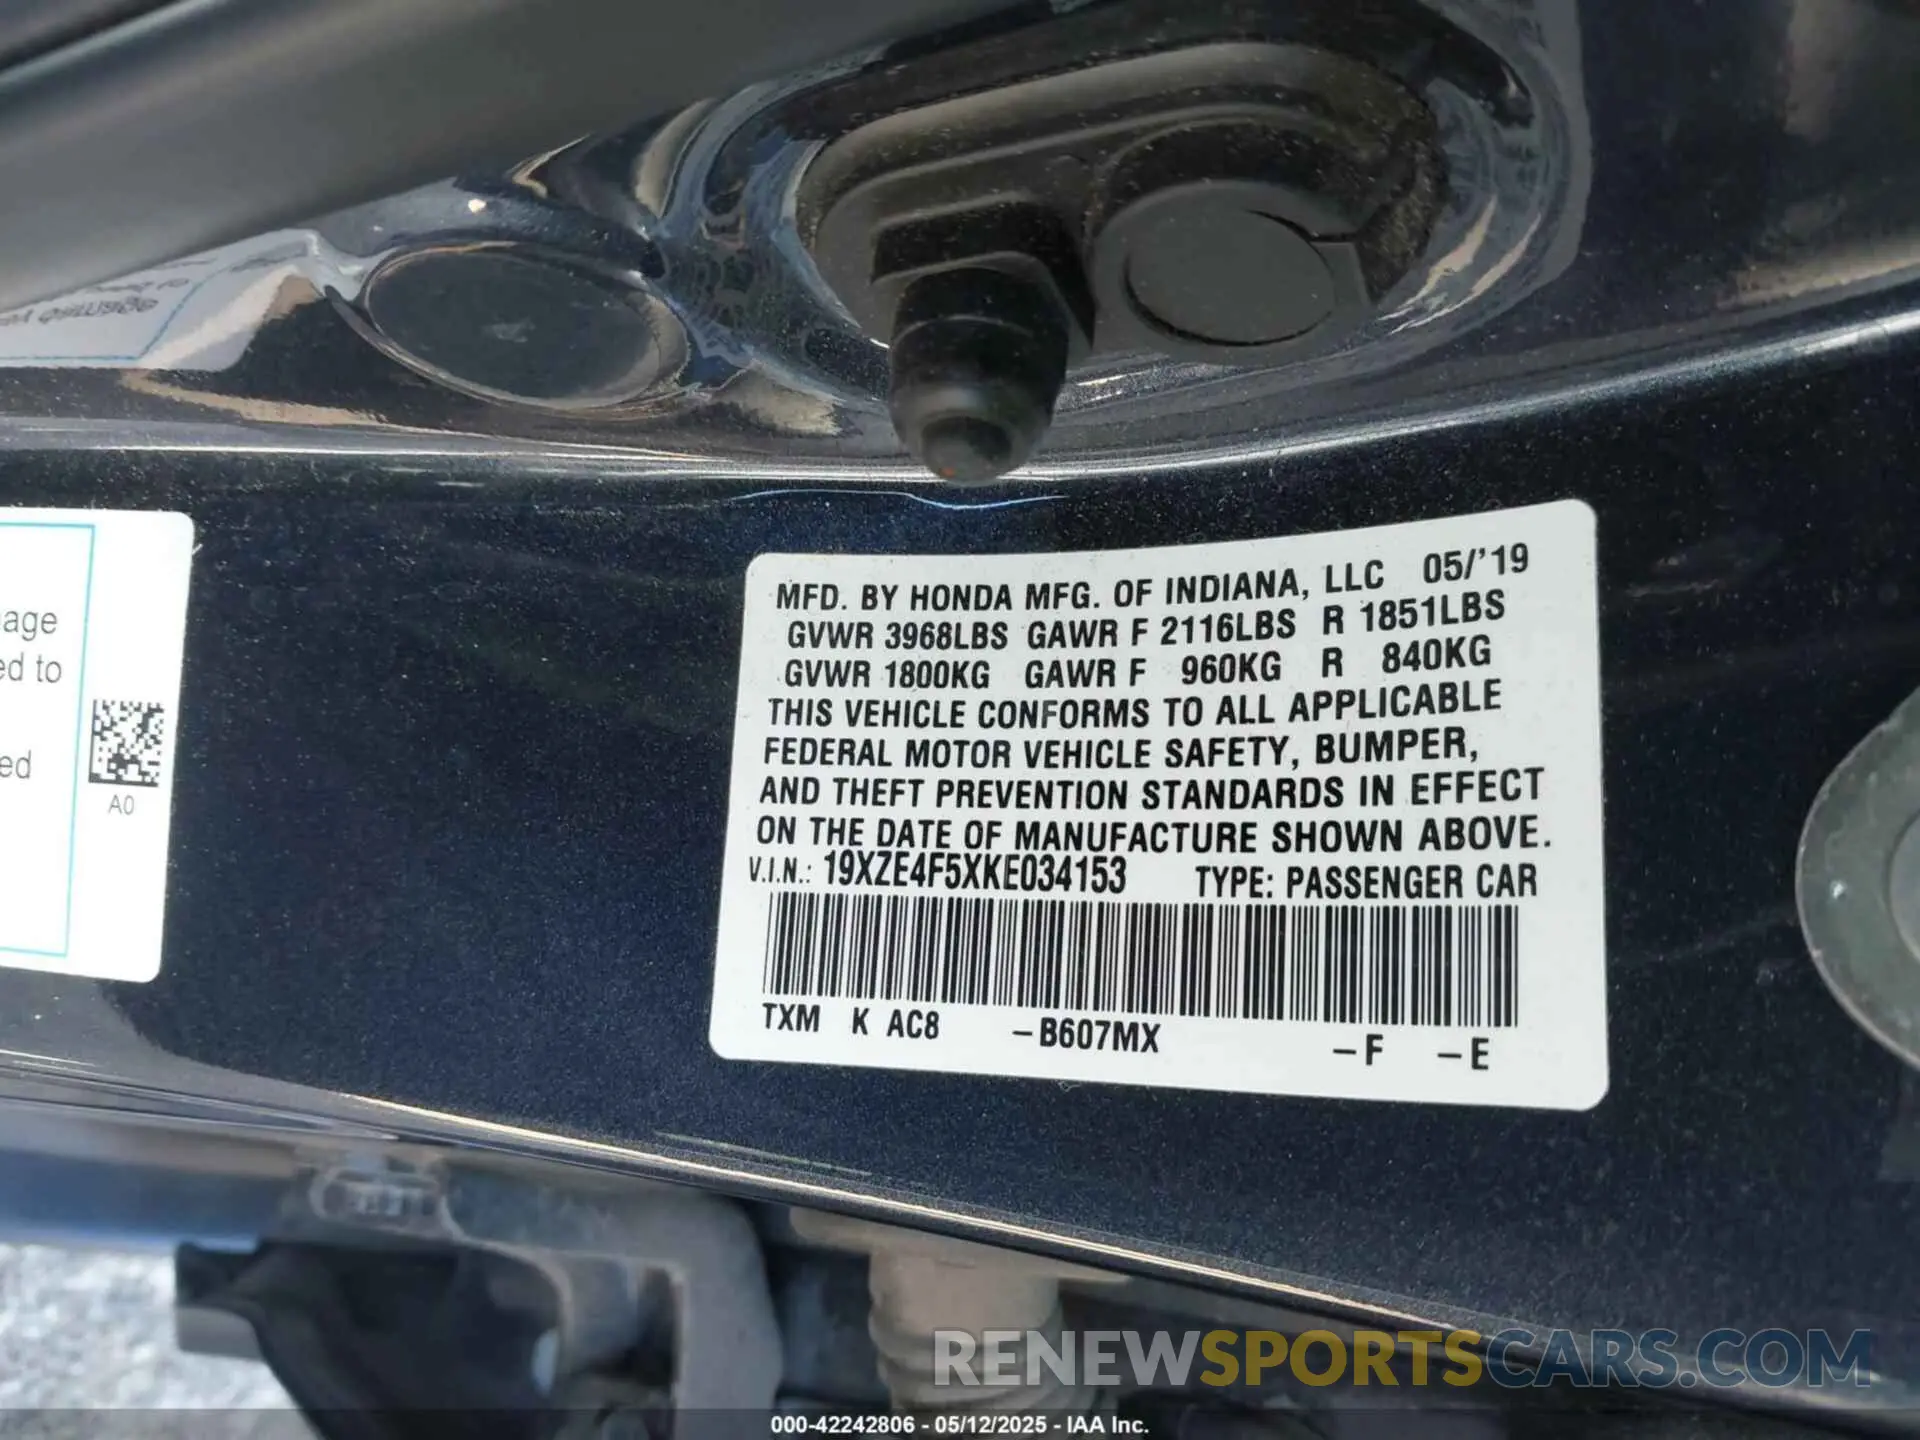 age
ed to
ed
A0
MFD. BY HONDA MFG. OF INDIANA, LLC 05/'19
GVWR 3968LBS GAWR F 2116LBS R 1851LBS
GVWR 1800KG GAWR F 960KG R 840KG
THIS VEHICLE CONFORMS TO ALL APPLICABLE
FEDERAL MOTOR VEHICLE SAFETY, BUMPER,
AND THEFT PREVENTION STANDARDS IN EFFECT
ON THE DATE OF MANUFACTURE SHOWN ABOVE.
V.I.N.: 19XZE4F5XKE034153 TYPE: PASSENGER CAR
TXM K AC8 -B607MX -F -E
RENEWSPORTSCARS.COM
000-42242806 - 05/12/2025 - IAA Inc.